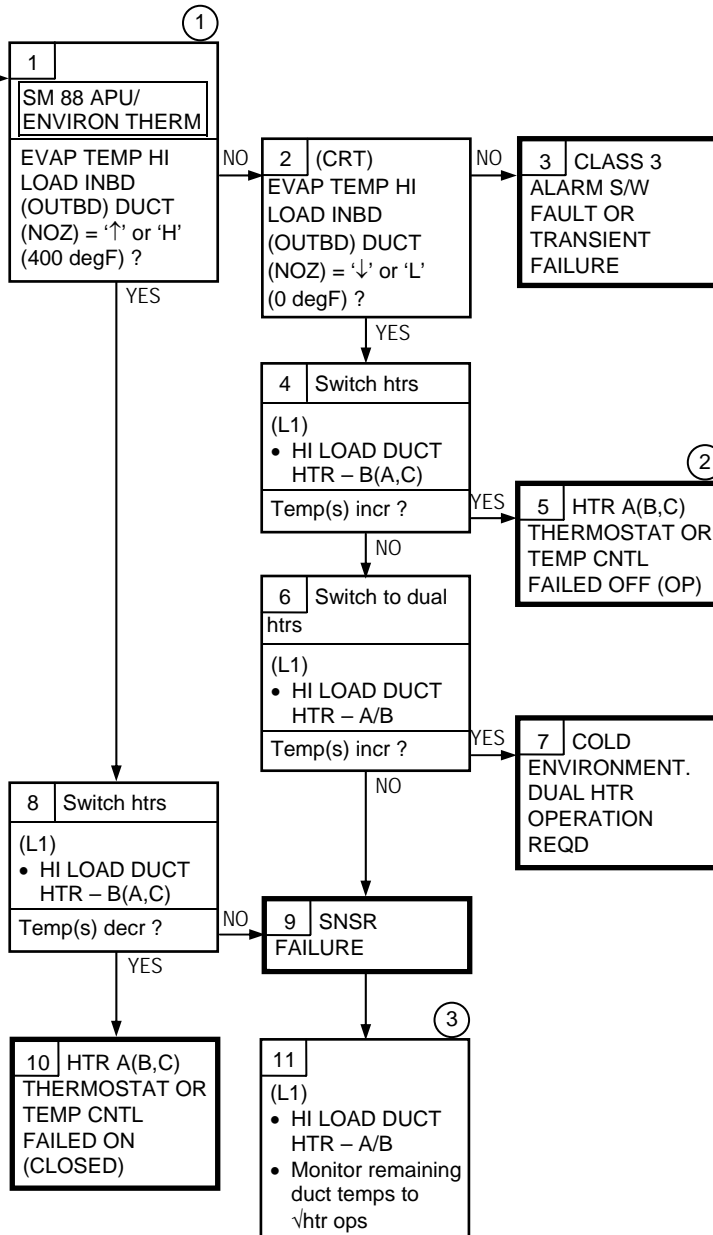 ①
1
SM 88 APU/
ENVIRON THERM
EVAP TEMP HI
LOAD INBD
(OUTBD) DUCT
(NOZ) = ‘↑’ or ‘H’
(400 degF) ?
NO
YES
2 (CRT)
EVAP TEMP HI
LOAD INBD
(OUTBD) DUCT
(NOZ) = ‘↓’ or ‘L’
(0 degF) ?
NO
YES
3 CLASS 3
ALARM S/W
FAULT OR
TRANSIENT
FAILURE
4 Switch htrs
(L1)
• HI LOAD DUCT
HTR – B(A,C)
Temp(s) incr ?
YES
NO
②
5 HTR A(B,C)
THERMOSTAT OR
TEMP CNTL
FAILED OFF (OP)
6 Switch to dual
htrs
(L1)
• HI LOAD DUCT
HTR – A/B
Temp(s) incr ?
YES
NO
7 COLD
ENVIRONMENT.
DUAL HTR
OPERATION
REQD
8 Switch htrs
(L1)
• HI LOAD DUCT
HTR – B(A,C)
Temp(s) decr ?
NO
YES
9 SNSR
FAILURE
10 HTR A(B,C)
THERMOSTAT OR
TEMP CNTL
FAILED ON
(CLOSED)
③
11
(L1)
• HI LOAD DUCT
HTR – A/B
• Monitor remaining
duct temps to
√htr ops